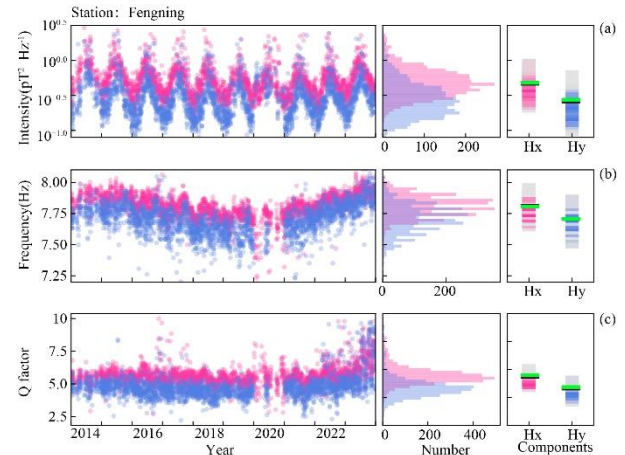 Station: Fengning
Intensity(pT² Hz⁻¹)
10^0.5
10^0.0
10^-0.5
10^-1.0
0 100 200
Hx Hy
(a)
Frequency(Hz)
8.00
7.75
7.50
7.25
0 200
Hx Hy
(b)
Q factor
10
7.5
5.0
2.5
2014 2016 2018 2020 2022
Year
0 200 400
Number
Hx Hy
Components
(c)